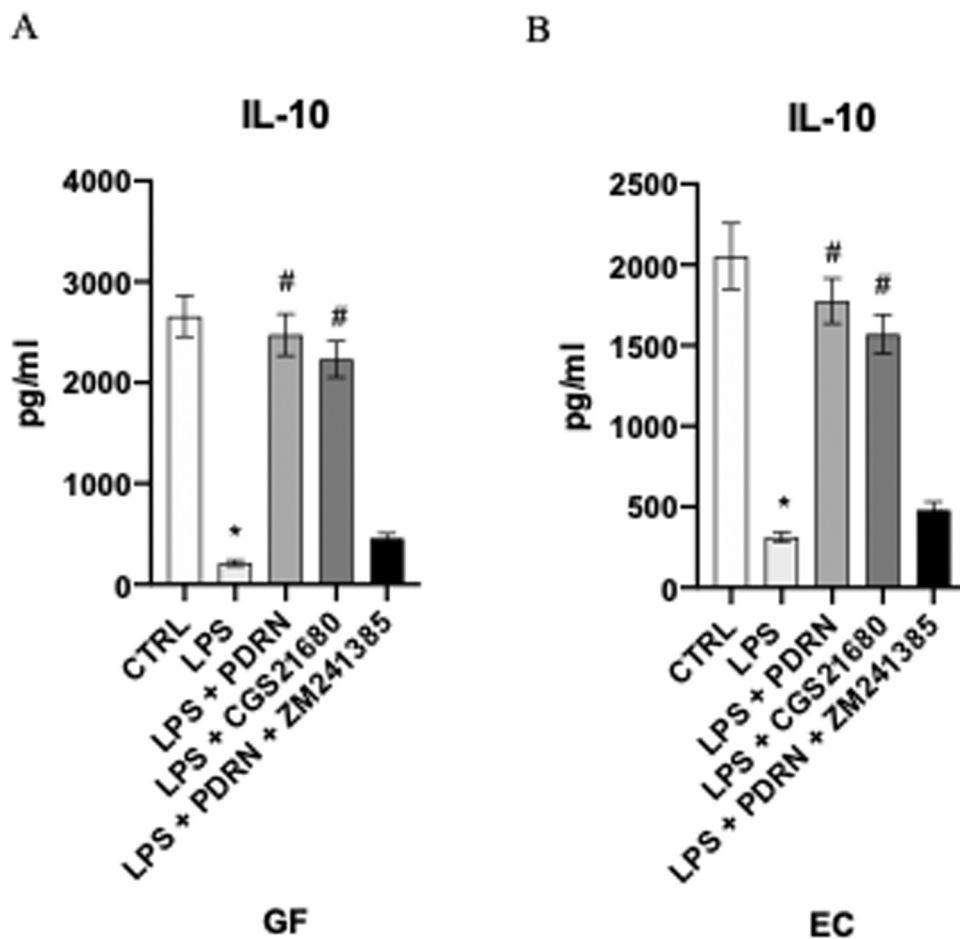 A
IL-10
4000
3000
2000
1000
0
pg/ml
#
#
*
CTRL
LPS
LPS + PDRN
LPS + CGS21680
LPS + PDRN + ZM241385
GF
B
IL-10
2500
2000
1500
1000
500
0
pg/ml
#
#
*
CTRL
LPS
LPS + PDRN
LPS + CGS21680
LPS + PDRN + ZM241385
EC